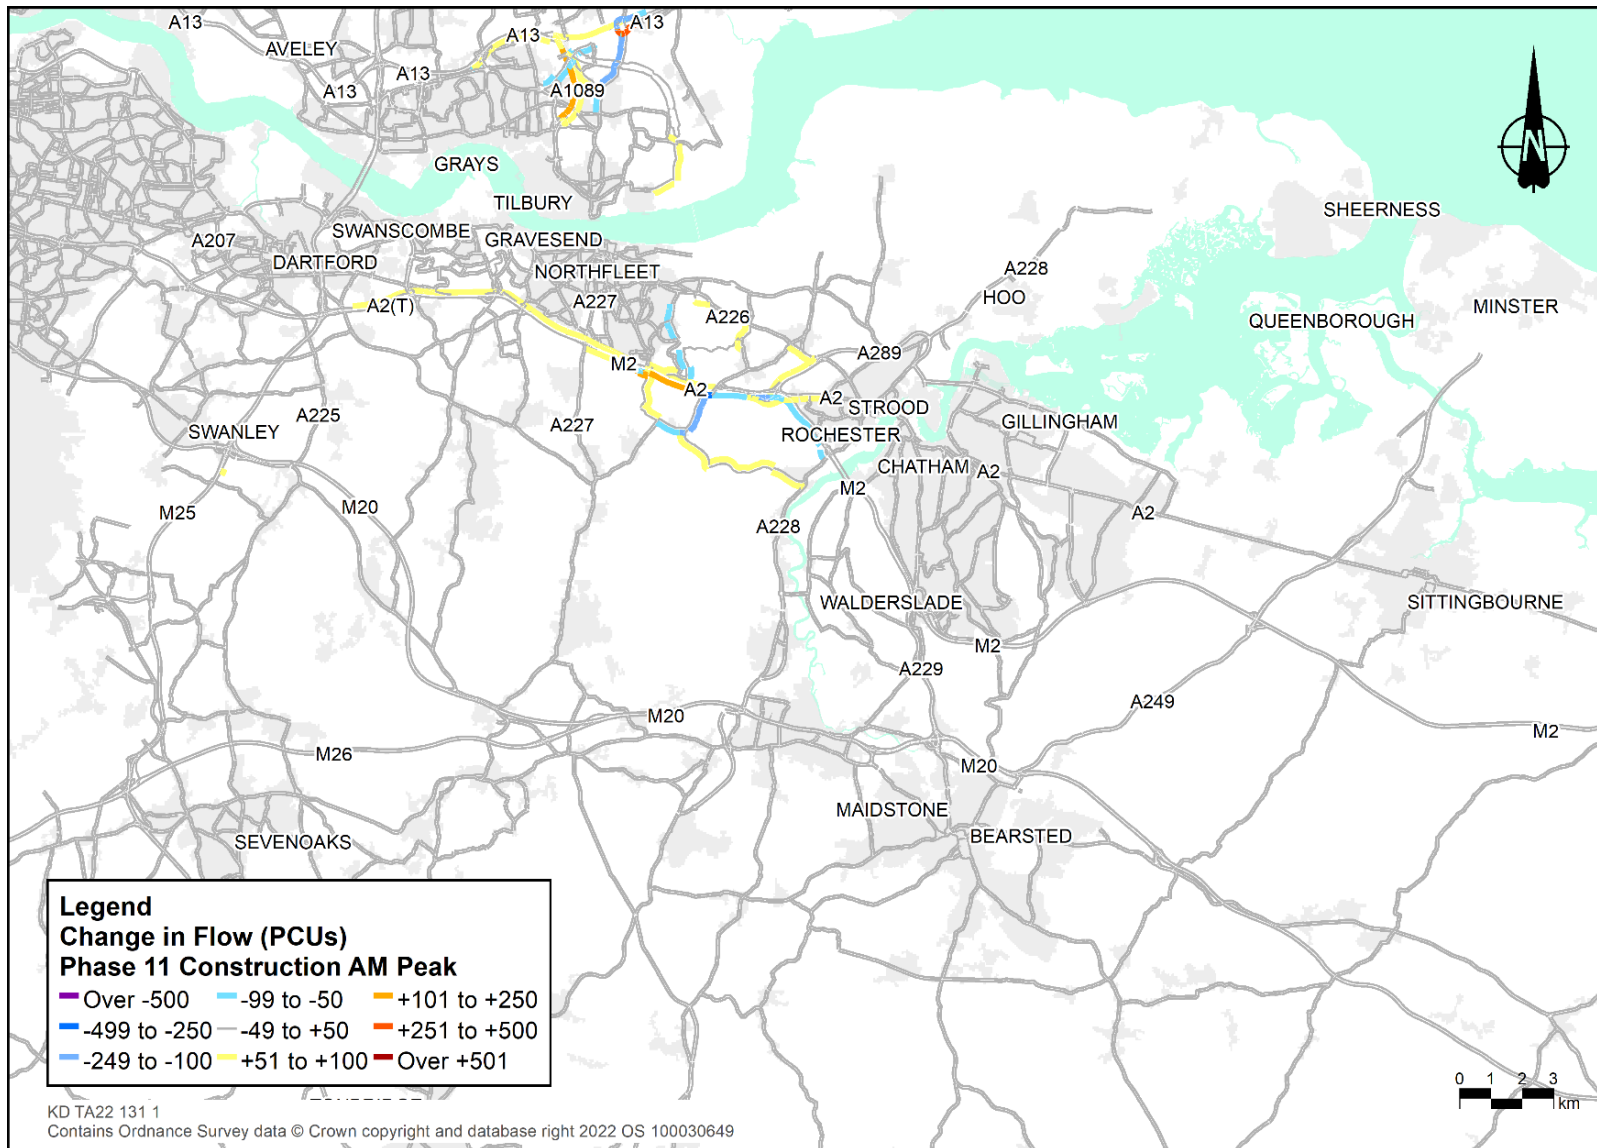 A13
A13
A13
AVELEY
A13
A13
A1089
GRAYS
TILBURY
SHEERNESS
SWANSCOMBE
A207
GRAVESEND
DARTFORD
NORTHFLEET
A228
HOO
A2(T)
A227
A226
MINSTER
QUEENBOROUGH
M2
A289
A2
A2
STROOD
A225
A227
SWANLEY
ROCHESTER
GILLINGHAM
CHATHAM
A2
M2
M25
M20
A228
A2
WALDERSLADE
SITTINGBOURNE
M2
A229
A249
M20
M2
M26
M20
MAIDSTONE
BEARSTED
SEVENOAKS
N
Legend
Change in Flow (PCUs)
Phase 11 Construction AM Peak
Over -500 -99 to -50 +101 to +250
-499 to -250 -49 to +50 +251 to +500
-249 to -100 +51 to +100 Over +501
0 1 2 3
km
KD TA22 131 1
Contains Ordnance Survey data © Crown copyright and database right 2022 OS 100030649